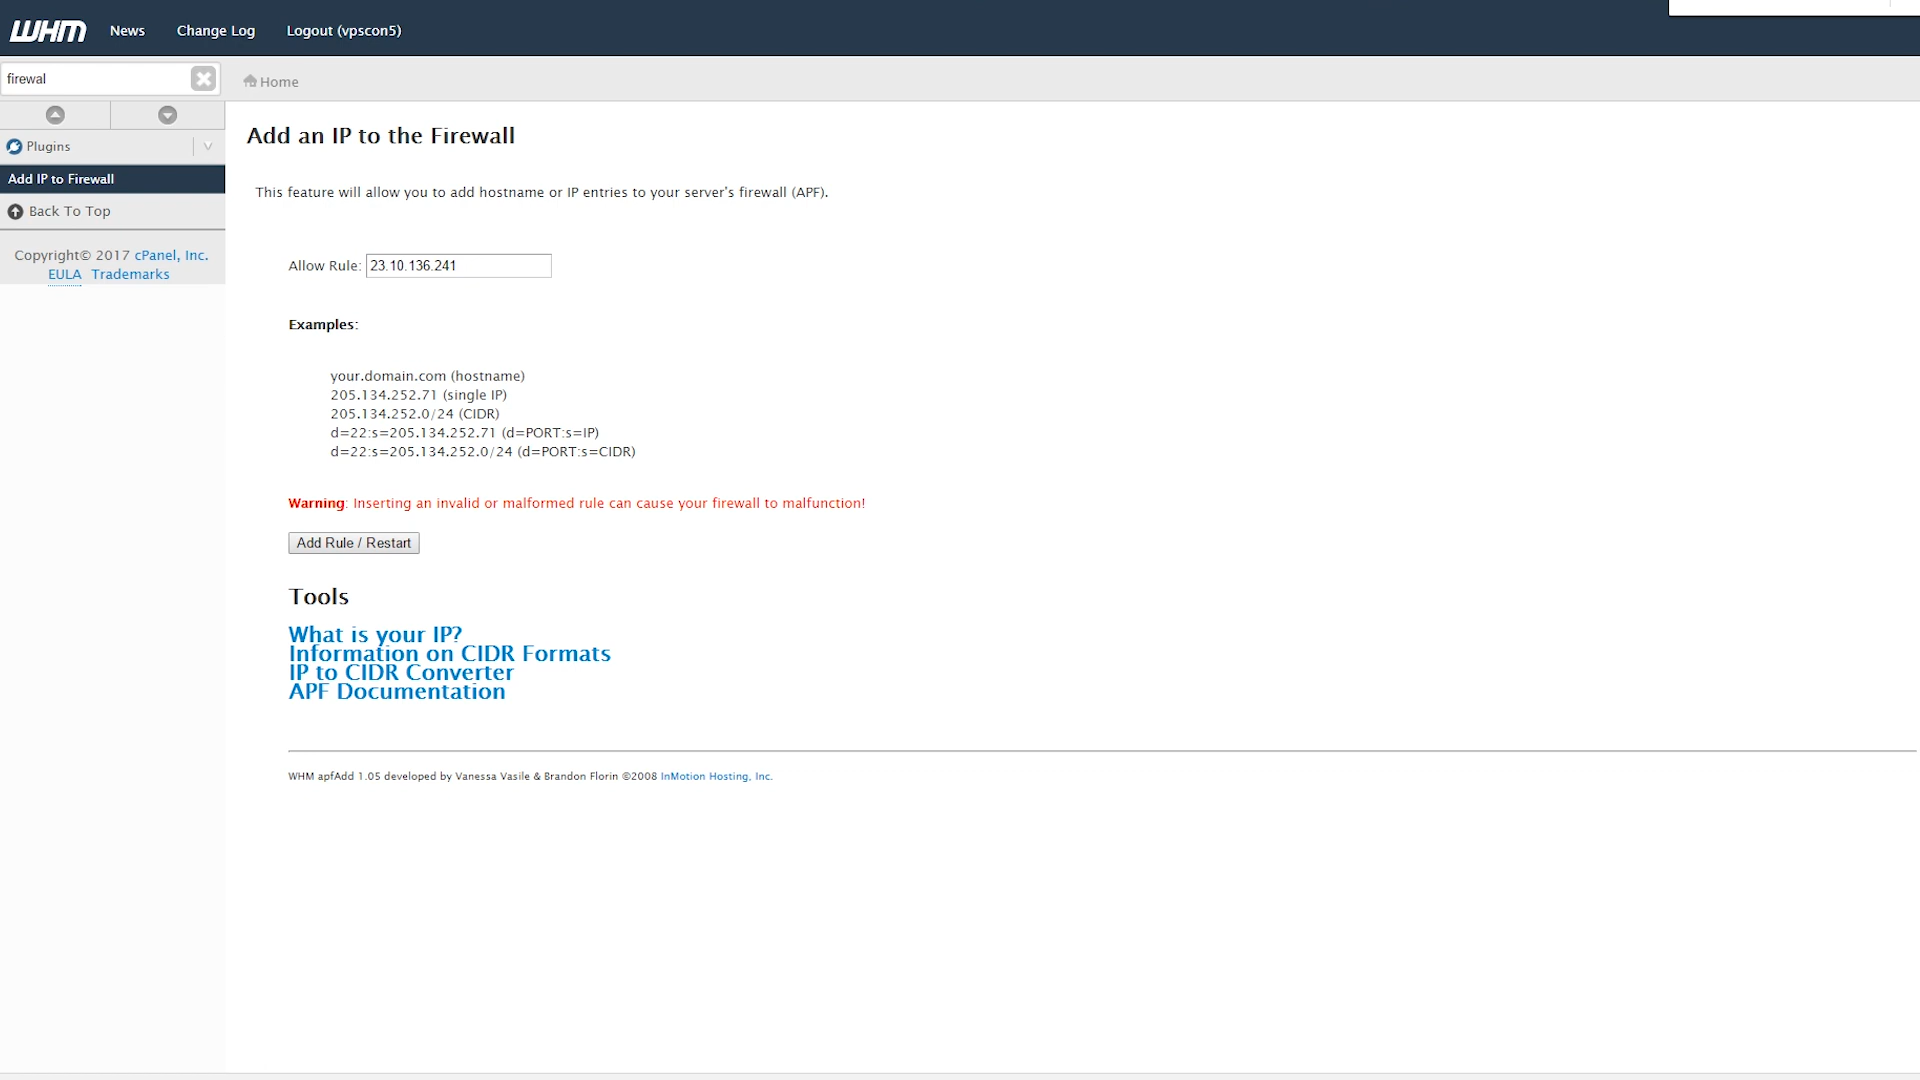 WHM News Change Log Logout (vpscon5)
firewal
Home
Plugins
Add IP to Firewall
Back To Top
Copyright© 2017 cPanel, Inc.
EULA Trademarks
Add an IP to the Firewall
This feature will allow you to add hostname or IP entries to your server's firewall (APF).
Allow Rule: 23.10.136.241
Examples:
your.domain.com (hostname)
205.134.252.71 (single IP)
205.134.252.0/24 (CIDR)
d=22:s=205.134.252.71 (d=PORT:s=IP)
d=22:s=205.134.252.0/24 (d=PORT:s=CIDR)
Warning: Inserting an invalid or malformed rule can cause your firewall to malfunction!
Add Rule / Restart
Tools
What is your IP?
Information on CIDR Formats
IP to CIDR Converter
APF Documentation
WHM apfAdd 1.05 developed by Vanessa Vasile & Brandon Florin ©2008 InMotion Hosting, Inc.